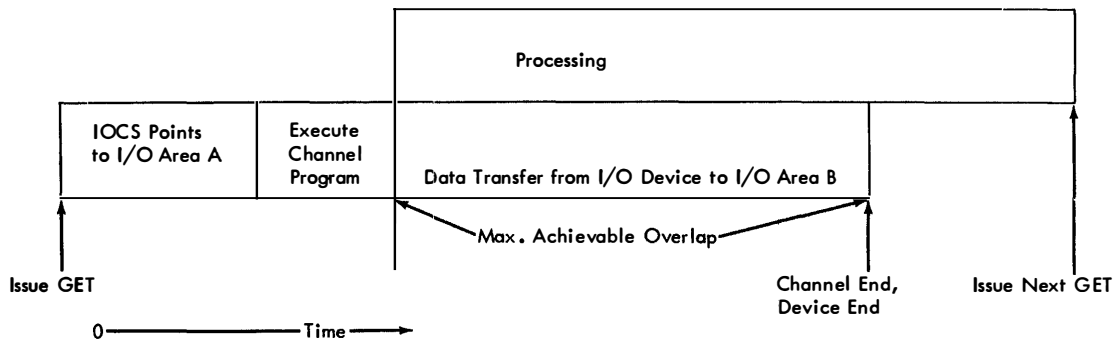 Processing
IOCS Points
to I/O Area A
Execute
Channel
Program
Data Transfer from I/O Device to I/O Area B
Max. Achievable Overlap
Issue GET
Channel End,
Device End
Issue Next GET
0 Time